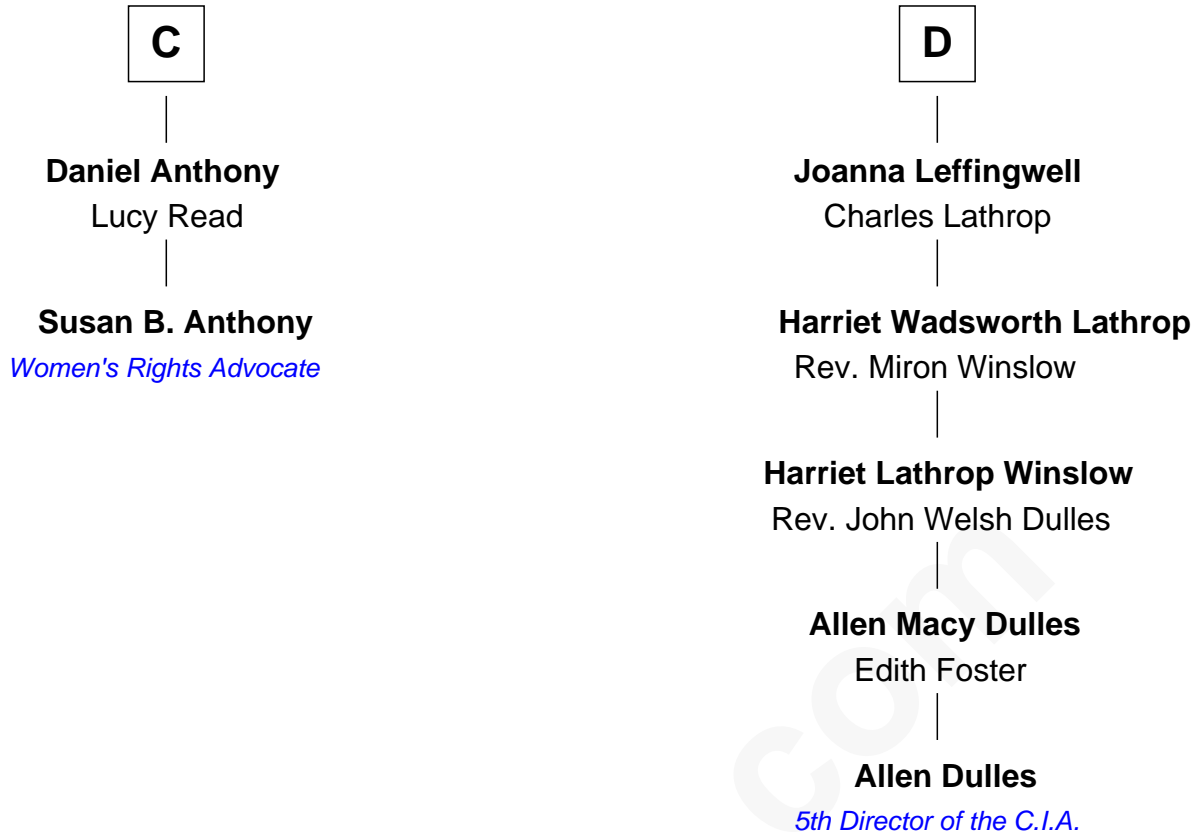 C
Daniel Anthony
Lucy Read
Susan B. Anthony
Women's Rights Advocate
D
Joanna Leffingwell
Charles Lathrop
Harriet Wadsworth Lathrop
Rev. Miron Winslow
Harriet Lathrop Winslow
Rev. John Welsh Dulles
Allen Macy Dulles
Edith Foster
Allen Dulles
5th Director of the C.I.A.
com